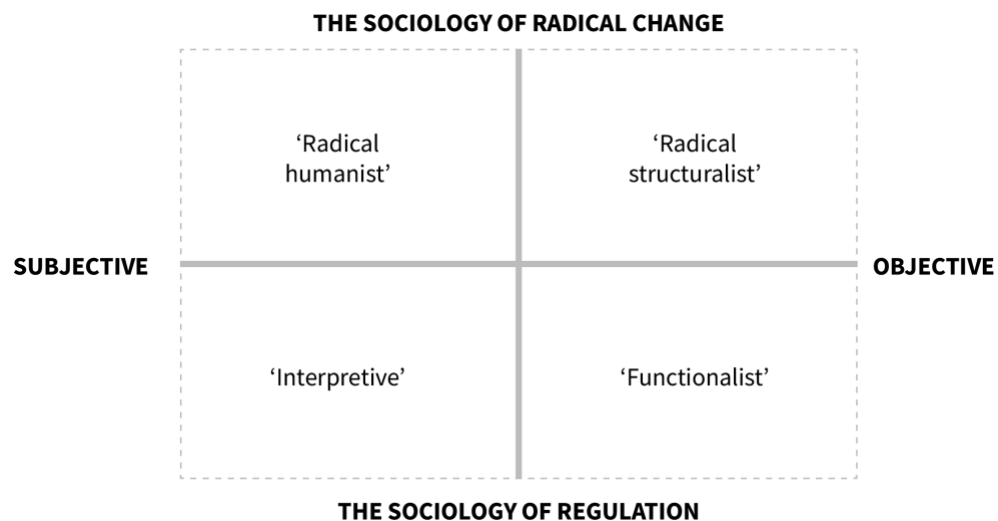 THE SOCIOLOGY OF RADICAL CHANGE
‘Radical
humanist’
‘Radical
structuralist’
SUBJECTIVE
OBJECTIVE
‘Interpretive’
‘Functionalist’
THE SOCIOLOGY OF REGULATION